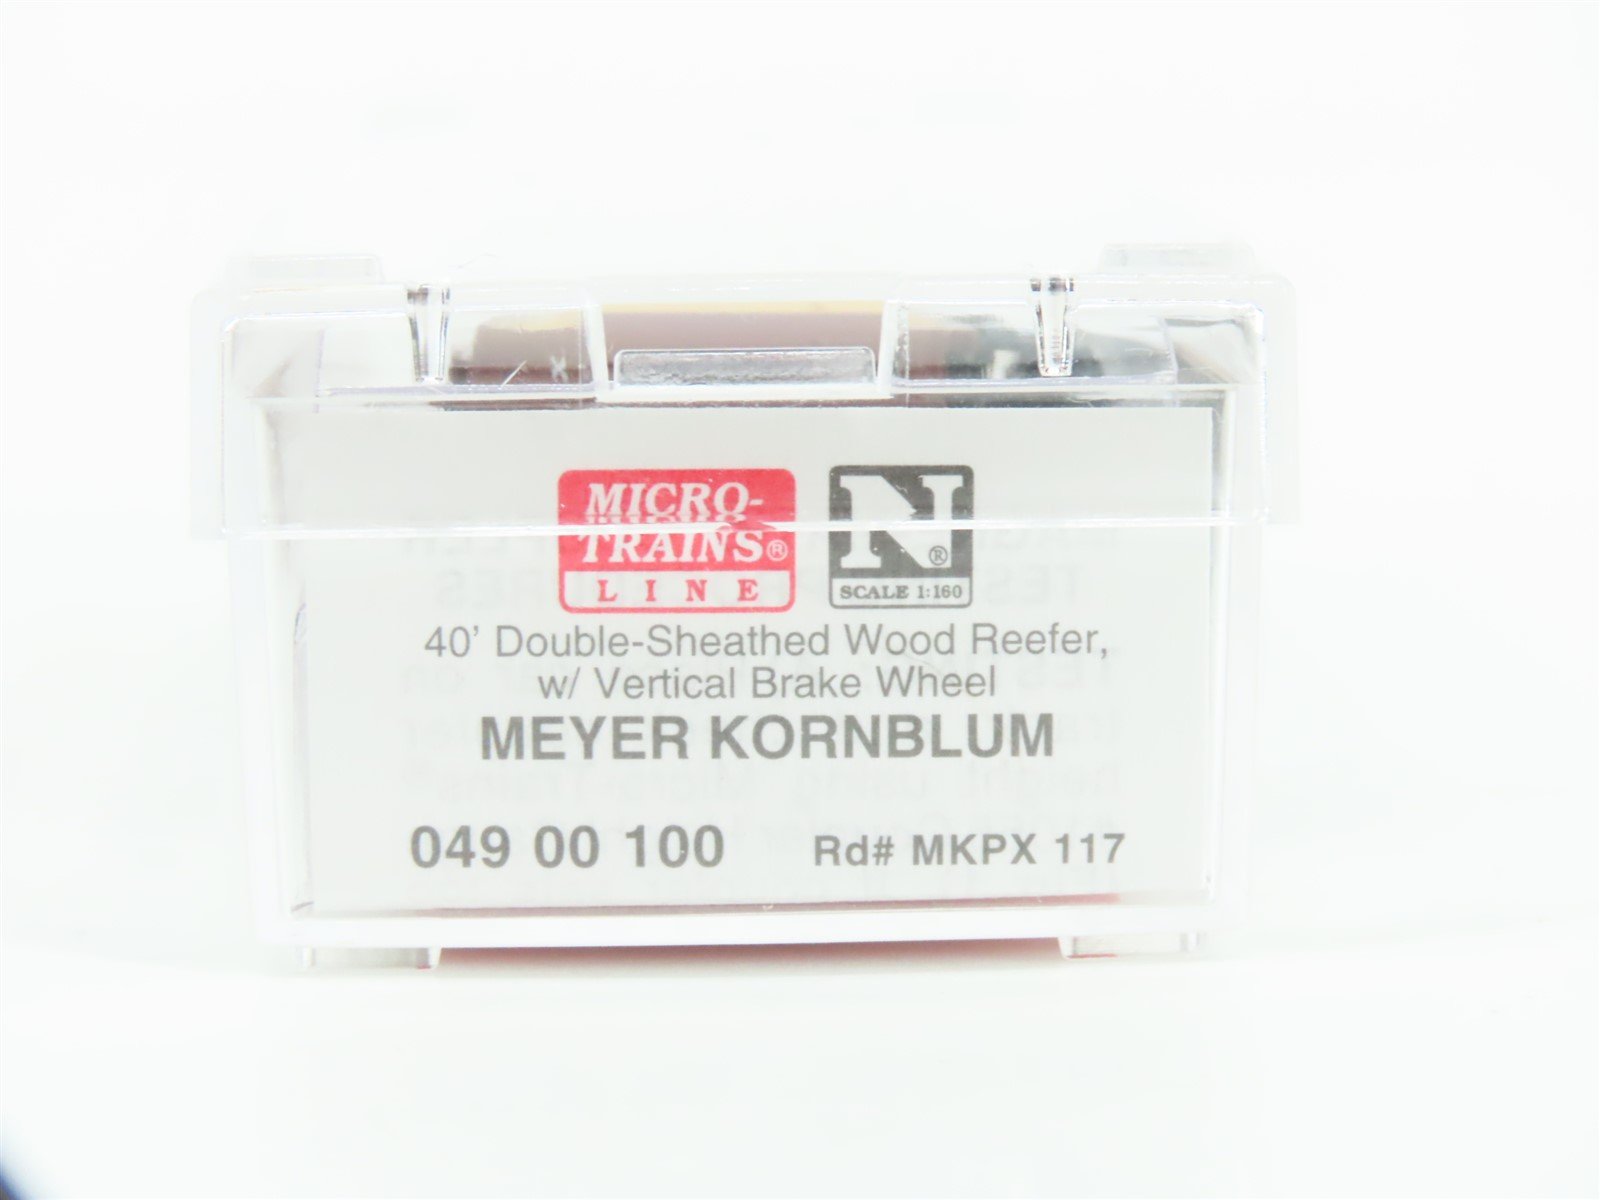 MICRO-
TRAINS®
LINE
N®
SCALE 1:160
40' Double-Sheathed Wood Reefer,
w/ Vertical Brake Wheel
MEYER KORNBLUM
049 00 100 Rd# MKPX 117